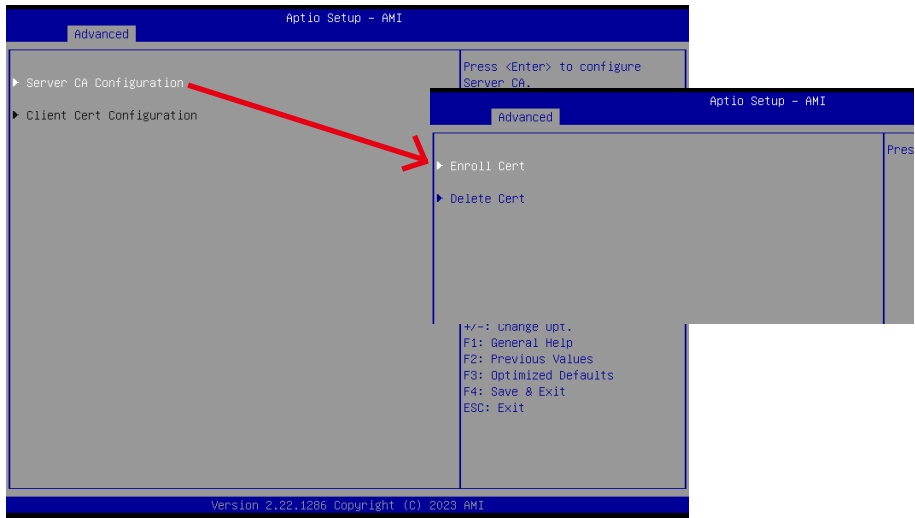 Aptio Setup – AMI
Advanced
▶ Server CA Configuration
▶ Client Cert Configuration
Press <Enter> to configure
Server CA.
Aptio Setup – AMI
Advanced
▶ Enroll Cert
▶ Delete Cert
Pres
+/-: Change Opt.
F1: General Help
F2: Previous Values
F3: Optimized Defaults
F4: Save & Exit
ESC: Exit
Version 2.22.1286 Copyright (C) 2023 AMI